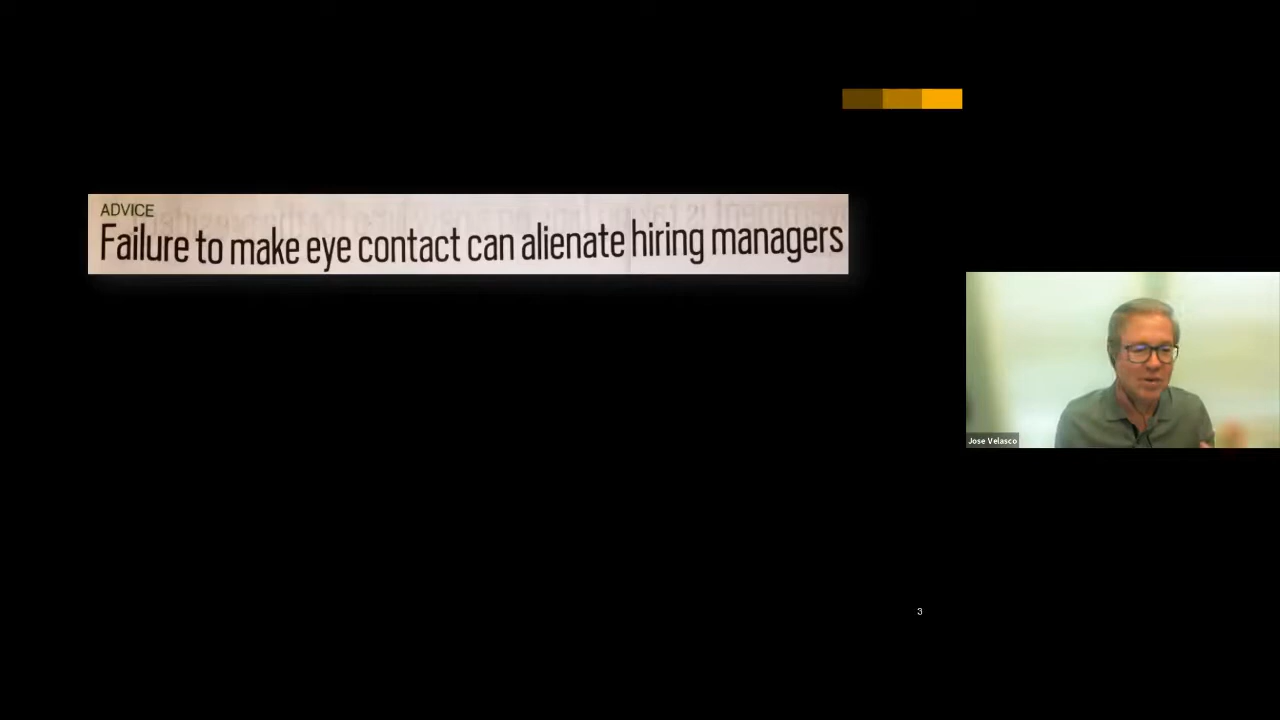 ADVICE
Failure to make eye contact can alienate hiring managers
Jose Velasco
3